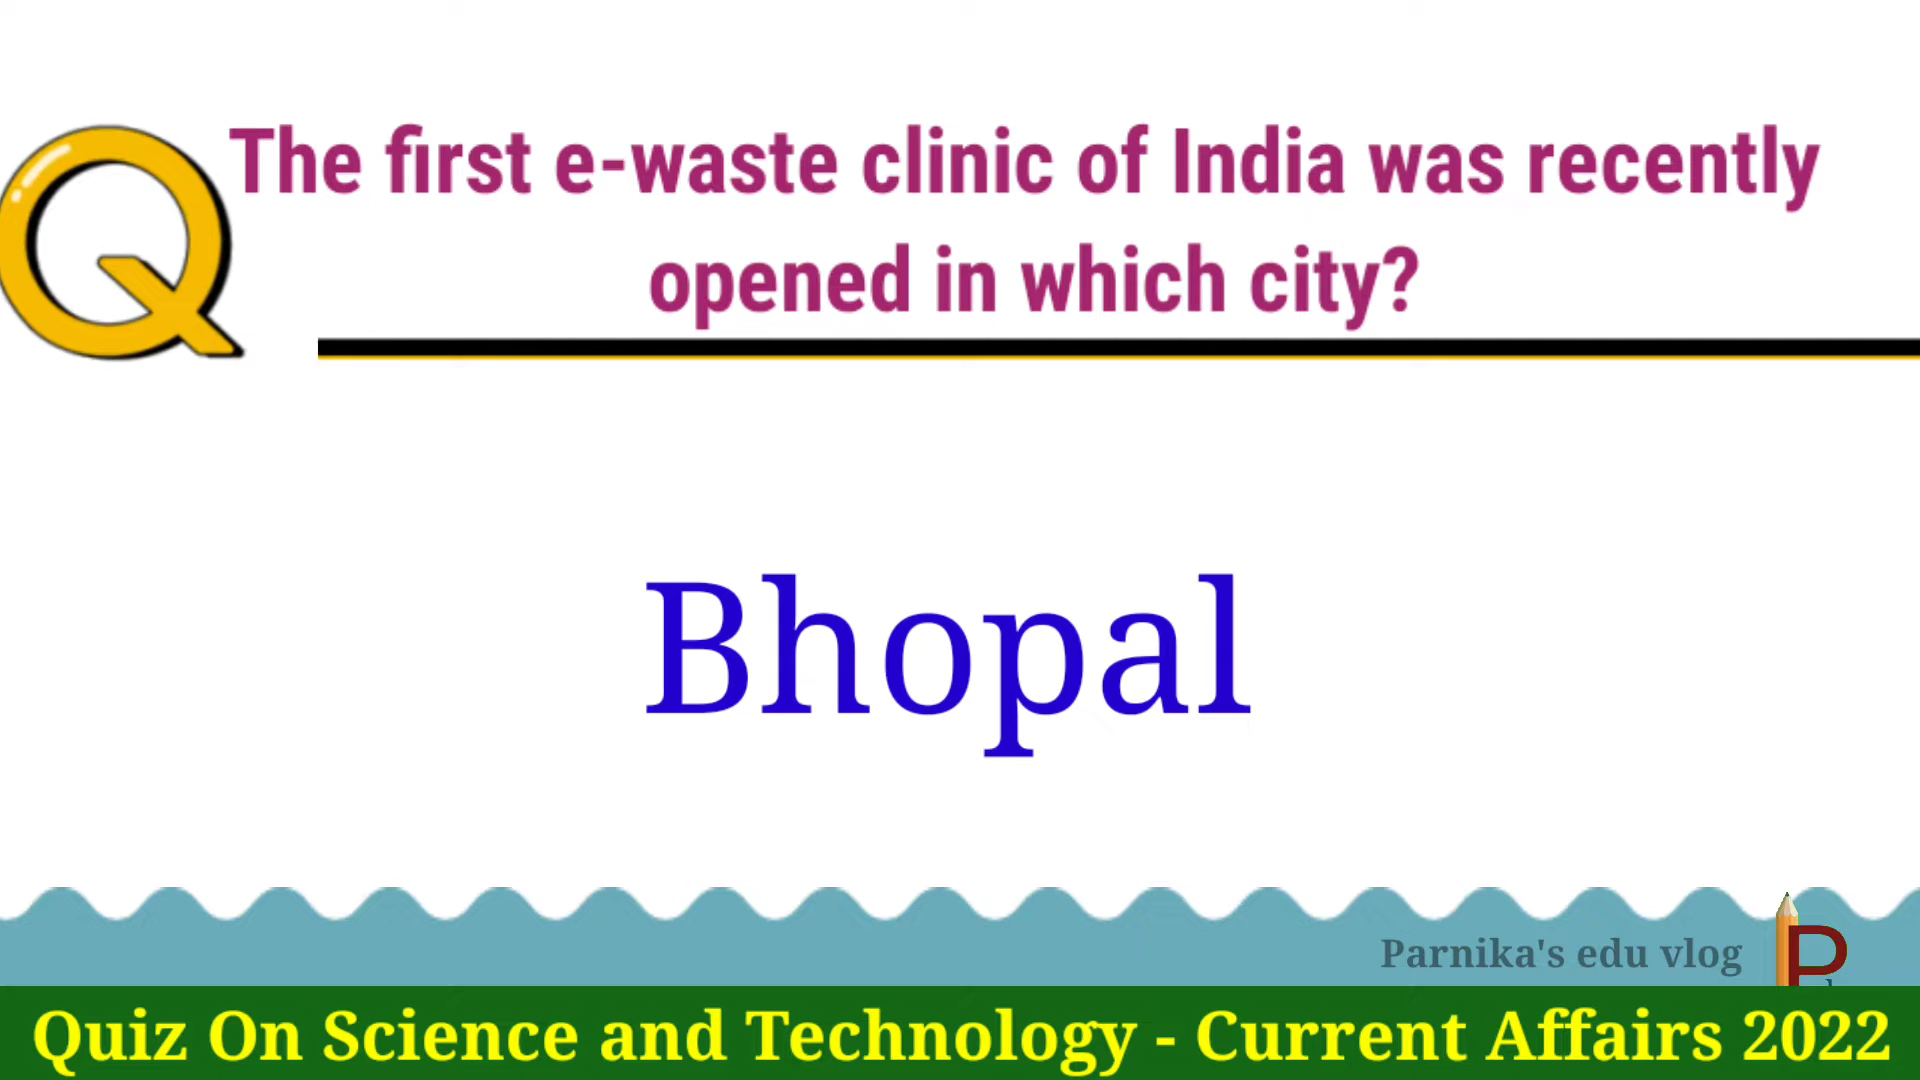 Q
The first e-waste clinic of India was recently
opened in which city?
Bhopal
Parnika's edu vlog
P
Quiz On Science and Technology - Current Affairs 2022